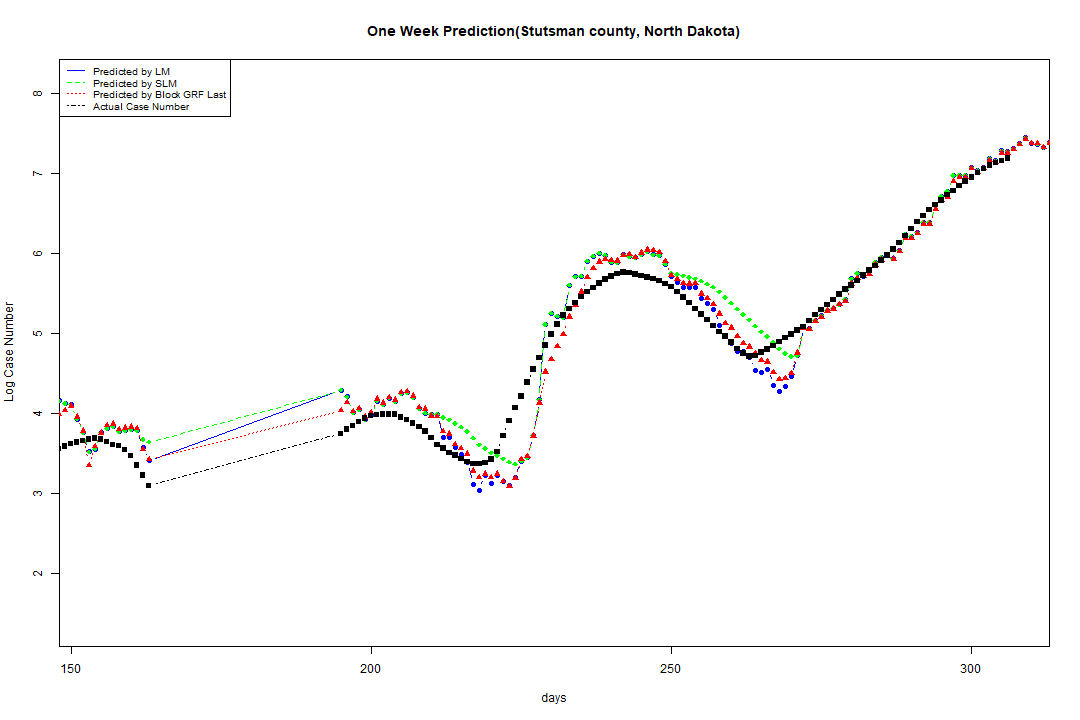 One Week Prediction(Stutsman county, North Dakota)
Predicted by LM
Predicted by SLM
Predicted by Block GRF Last
Actual Case Number
8
7
6
5
4
3
2
Log Case Number
150 200 250 300
days